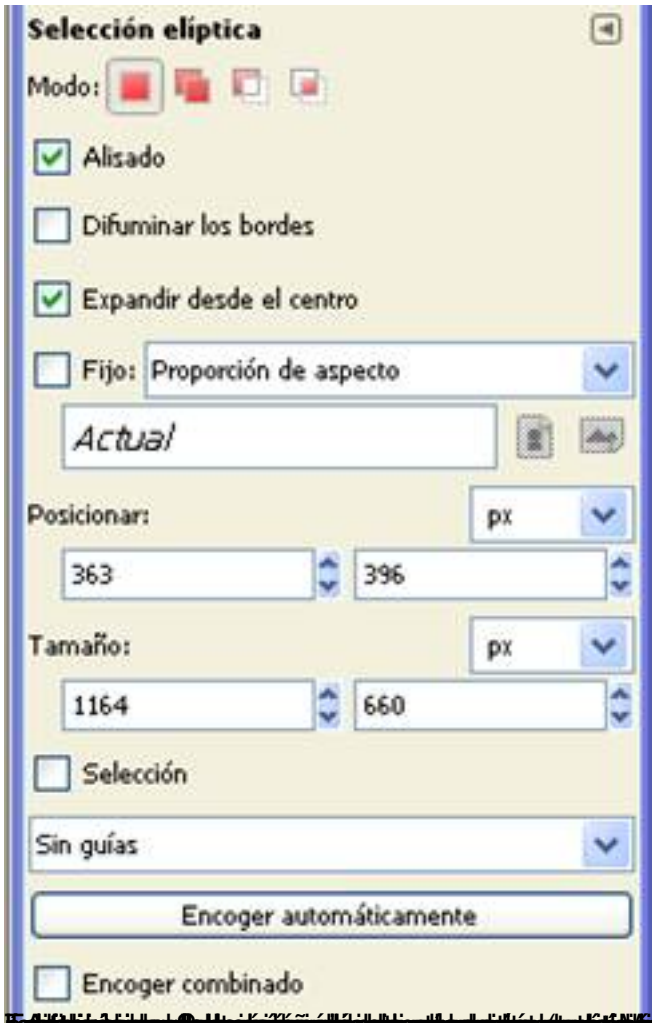 Selección elíptica
Modo:
Alisado
Difuminar los bordes
Expandir desde el centro
Fijo: Proporción de aspecto
Actual
Posicionar: px
363 396
Tamaño: px
1164 660
Selección
Sin guías
Encoger automáticamente
Encoger combinado